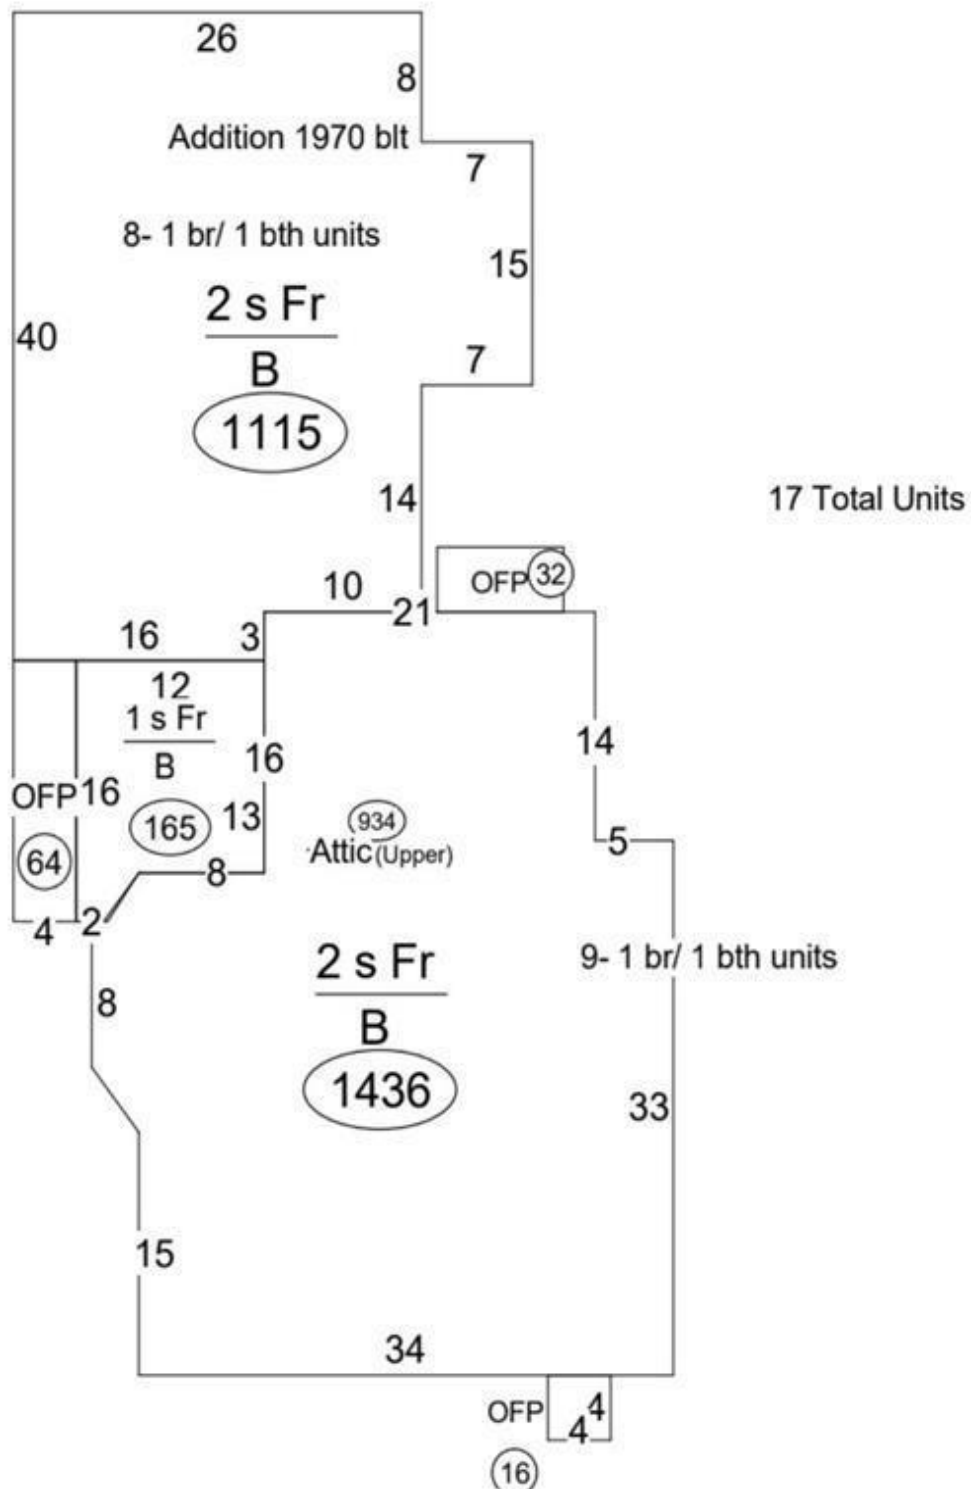 26
8
Addition 1970 blt
7
8- 1 br/ 1 bth units
15
2 s Fr
40
7
B
1115
14
17 Total Units
10
OFP 32
21
16
3
12
1 s Fr
16
14
B
OFP
16
13
165
934
5
64
Attic (Upper)
8
4
2
2 s Fr
9- 1 br/ 1 bth units
8
B
1436
33
15
34
OFP
4
4
16